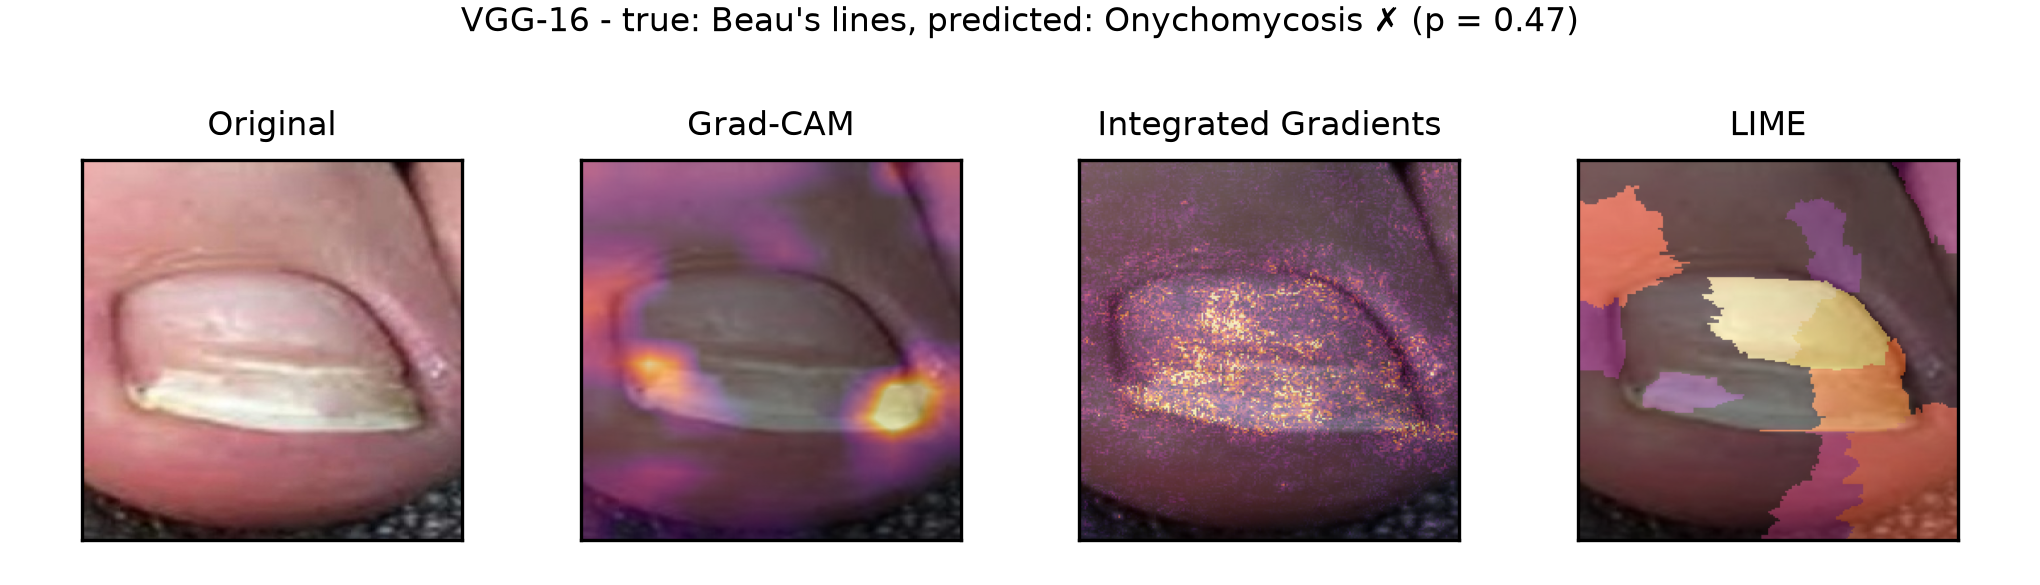 VGG-16 - true: Beau's lines, predicted: Onychomycosis ✗ (p = 0.47)
Original
Grad-CAM
Integrated Gradients
LIME